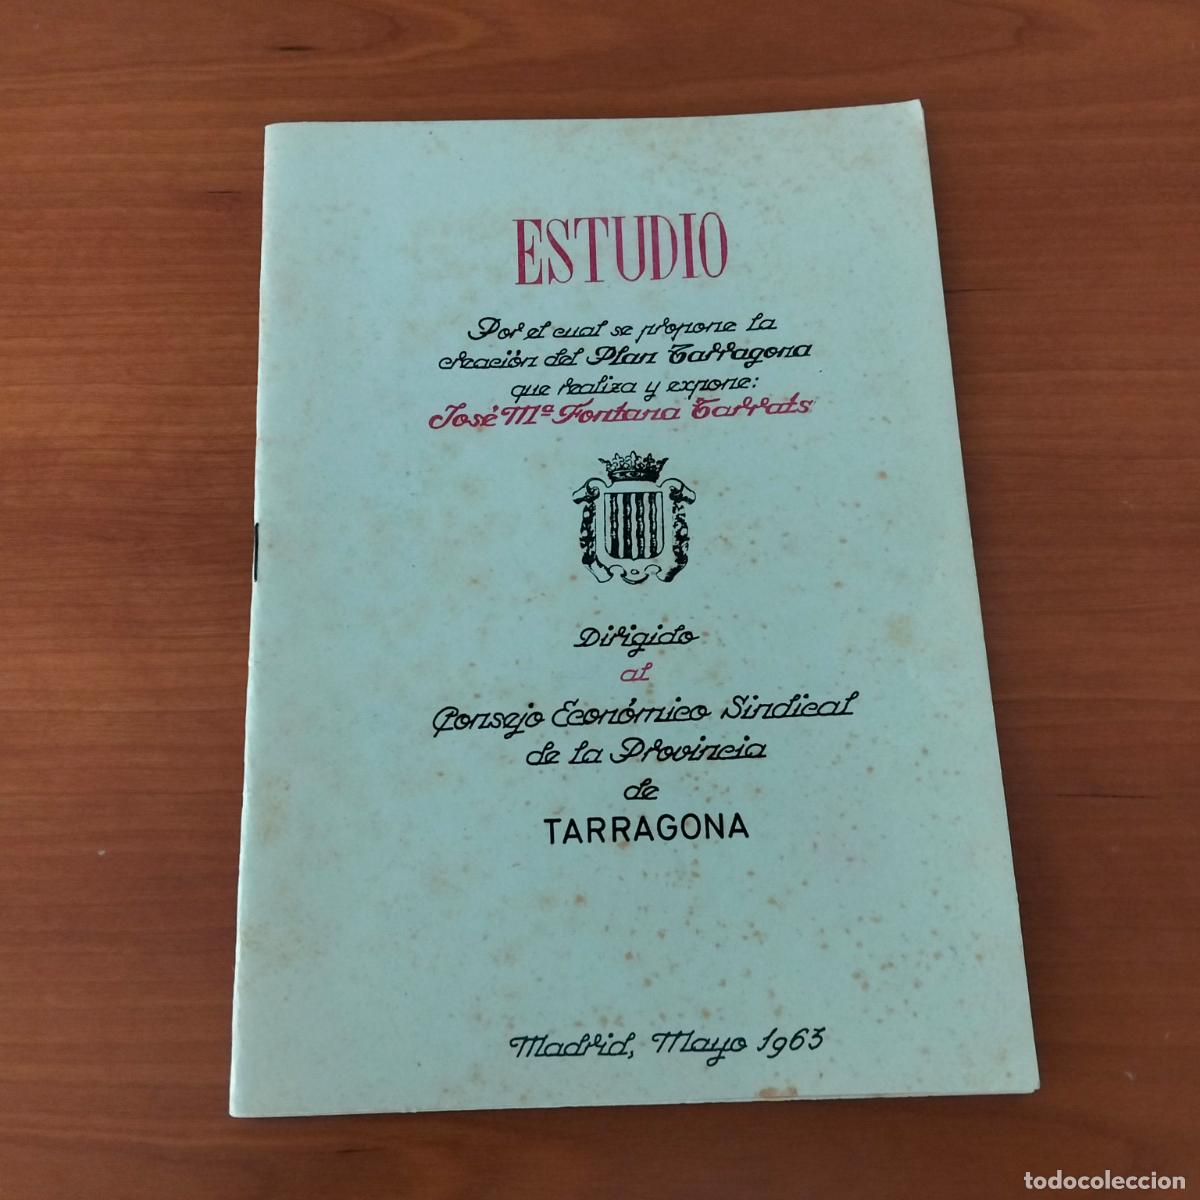 ESTUDIO
Por el cual se propone la
creación del Plan Tarragona
que realiza y expone:
José Mª Fontana Tarrats
Dirigido
al
Consejo Económico Sindical
de la Provincia
de
TARRAGONA
Madrid, Mayo 1963
todocoleccion